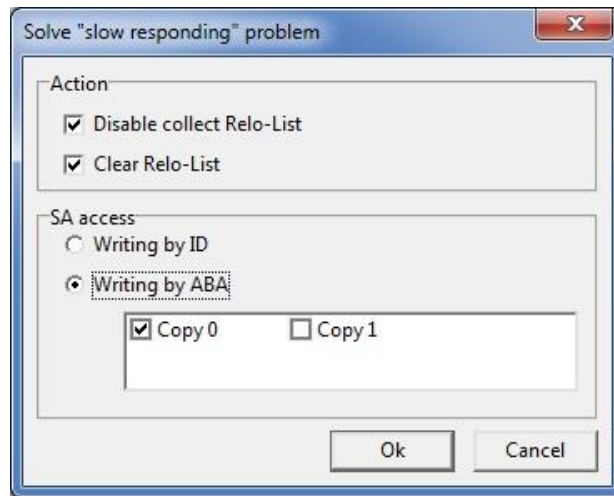 Solve "slow responding" problem
Action
Disable collect Relo-List
Clear Relo-List
SA access
Writing by ID
Writing by ABA
Copy 0 Copy 1
Ok Cancel